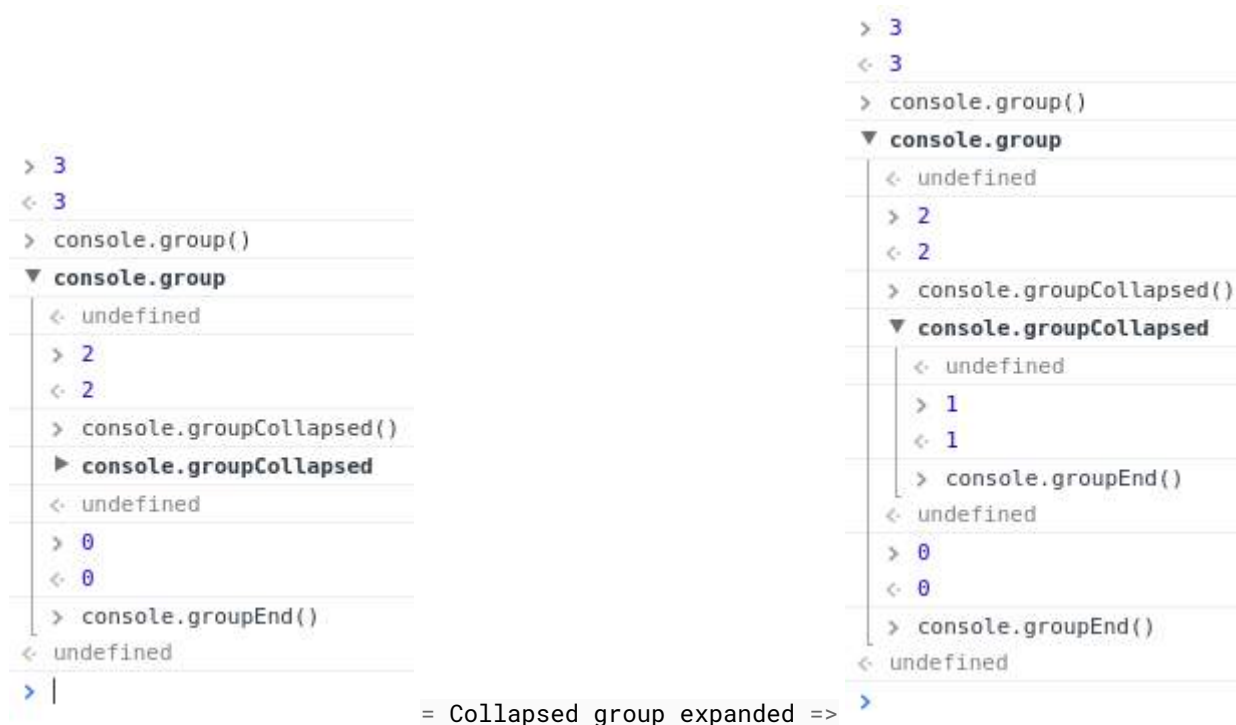 > 3
<· 3
> console.group()
▼ console.group
<· undefined
> 2
<· 2
> console.groupCollapsed()
▶ console.groupCollapsed
<· undefined
> 0
<· 0
> console.groupEnd()
<· undefined
>
= Collapsed group expanded =>
> 3
<· 3
> console.group()
▼ console.group
<· undefined
> 2
<· 2
> console.groupCollapsed()
▼ console.groupCollapsed
<· undefined
> 1
<· 1
> console.groupEnd()
<· undefined
> 0
<· 0
> console.groupEnd()
<· undefined
>